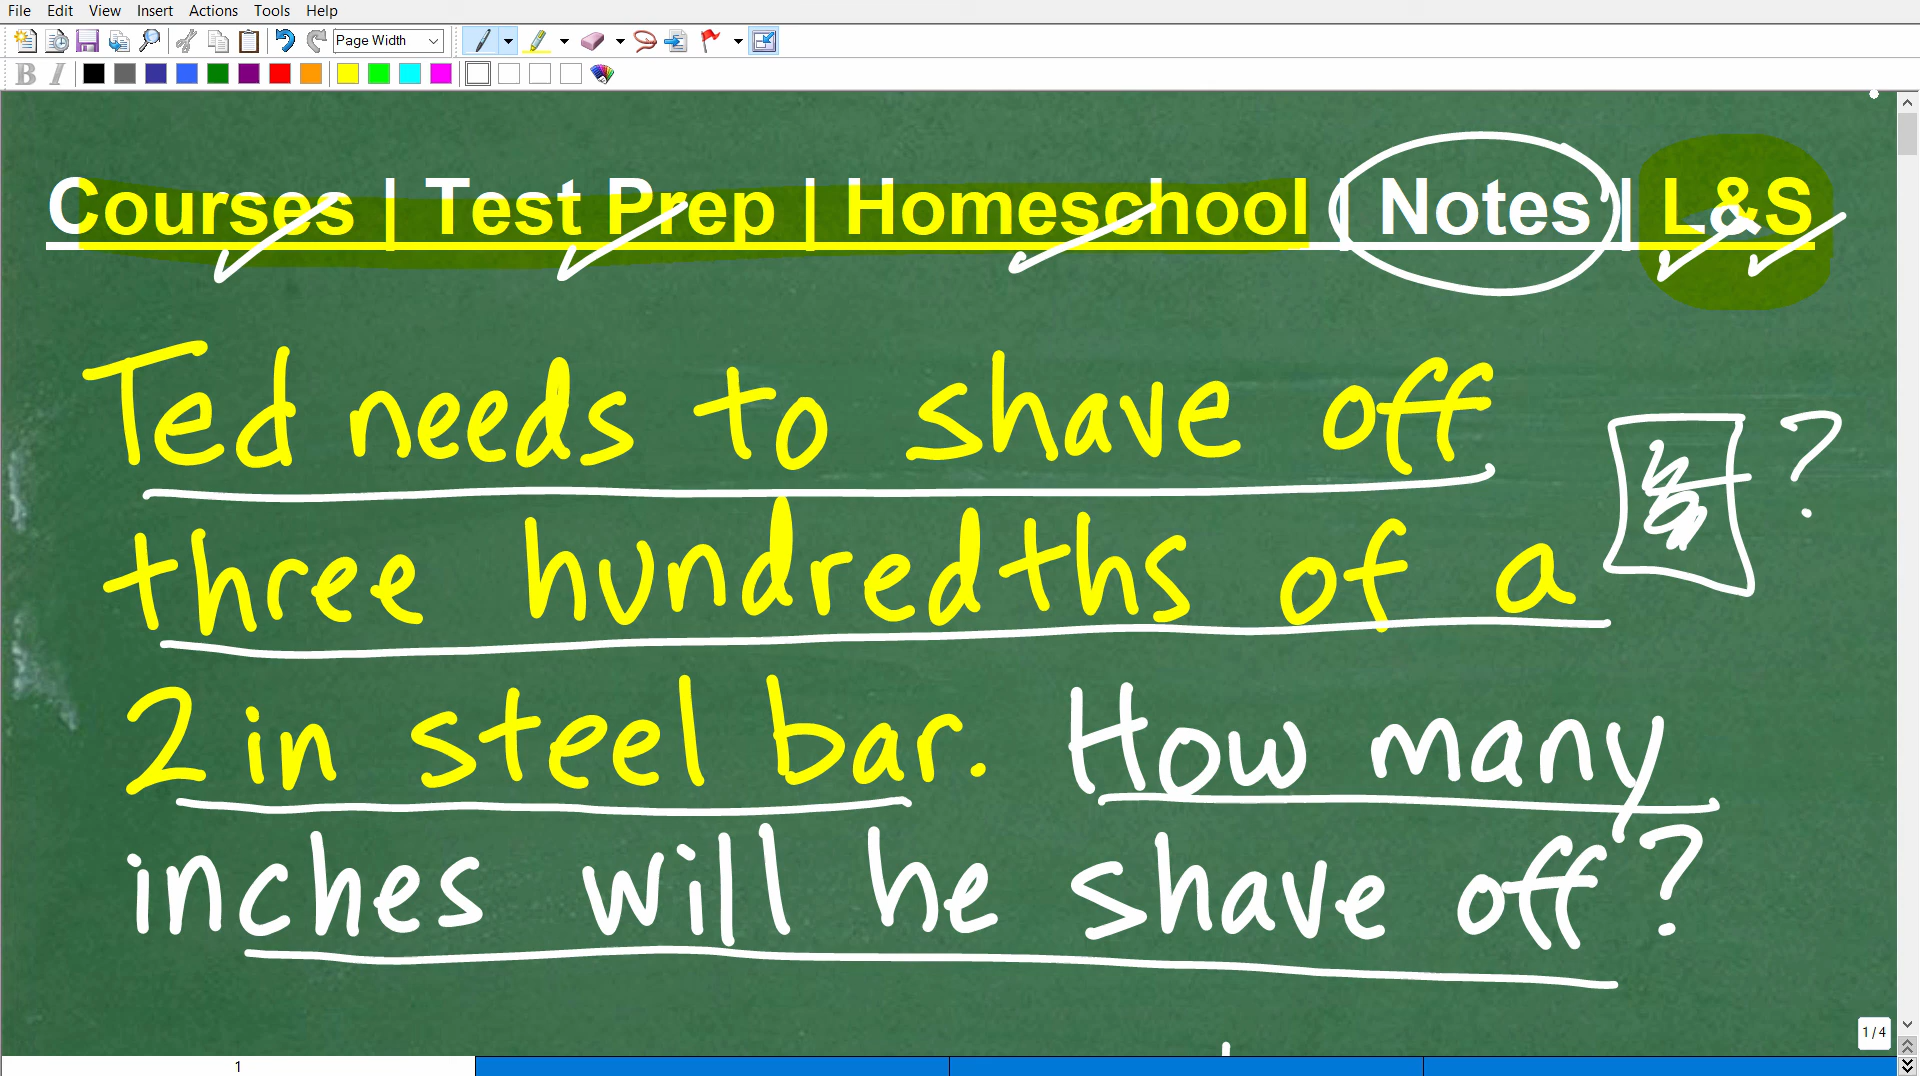 File Edit View Insert Actions Tools Help
Page Width
B I
Courses | Test Prep | Homeschool | Notes | L&S
Ted needs to shave off
three hundredths of a
?
2 in steel bar. How many
inches will he shave off?
1 / 4
1